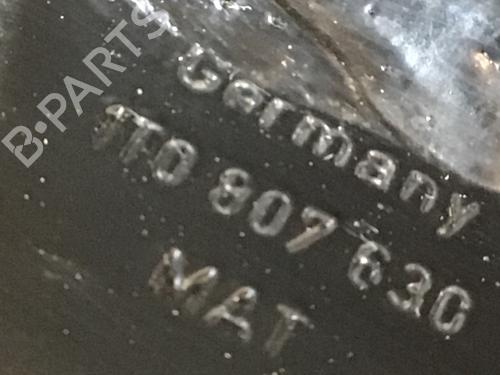 B-PARTS
Germany
1T0 807 630
MAT